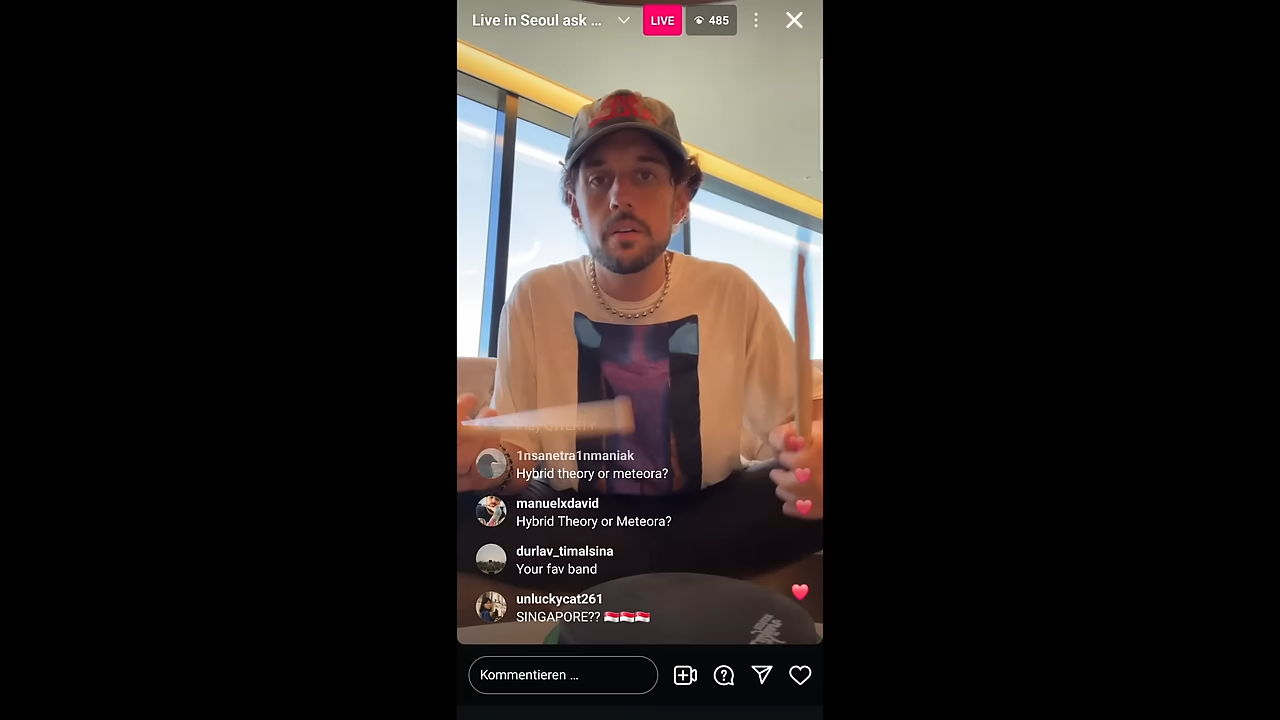 Live in Seoul ask ...
LIVE
485
1nsanetra1nmaniak
Hybrid theory or meteora?
manuelxdavid
Hybrid Theory or Meteora?
durlav_timalsina
Your fav band
unluckycat261
SINGAPORE?? 🇸🇬🇸🇬🇸🇬
Kommentieren ...